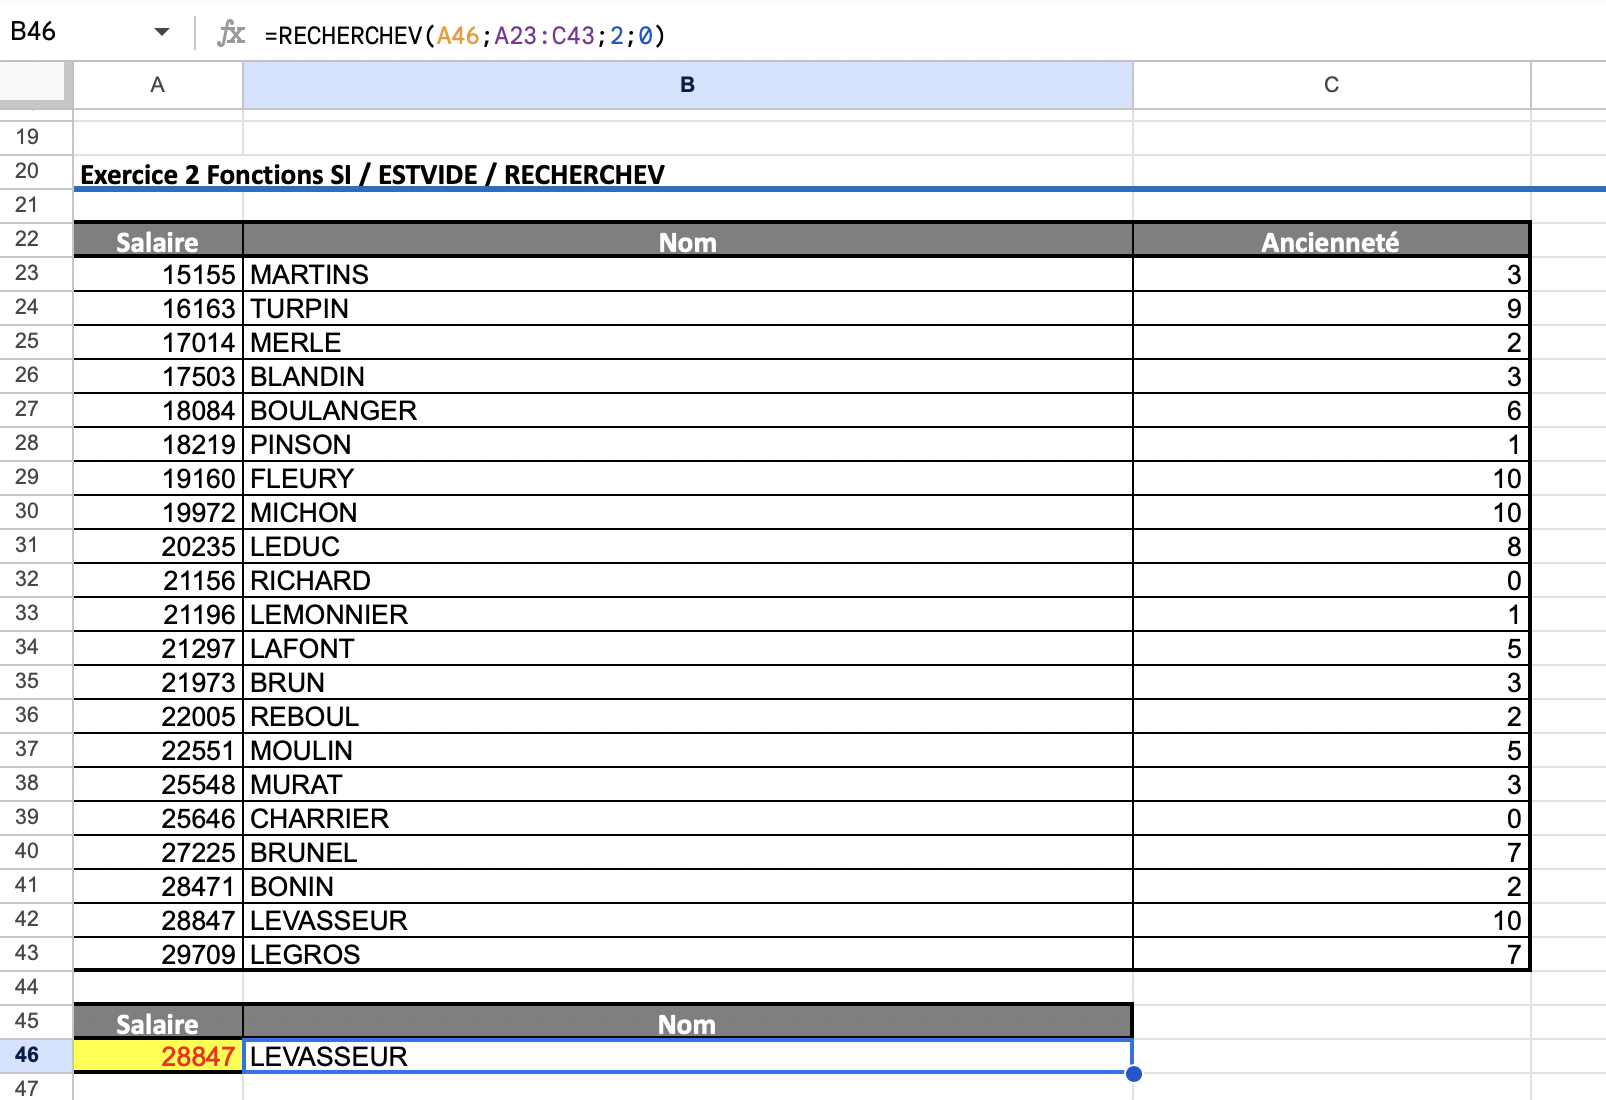 B46 fx =RECHERCHEV(A46;A23:C43;2;0)
A B C
19
20 Exercice 2 Fonctions SI / ESTVIDE / RECHERCHEV
21
22 Salaire Nom Ancienneté
23 15155 MARTINS 3
24 16163 TURPIN 9
25 17014 MERLE 2
26 17503 BLANDIN 3
27 18084 BOULANGER 6
28 18219 PINSON 1
29 19160 FLEURY 10
30 19972 MICHON 10
31 20235 LEDUC 8
32 21156 RICHARD 0
33 21196 LEMONNIER 1
34 21297 LAFONT 5
35 21973 BRUN 3
36 22005 REBOUL 2
37 22551 MOULIN 5
38 25548 MURAT 3
39 25646 CHARRIER 0
40 27225 BRUNEL 7
41 28471 BONIN 2
42 28847 LEVASSEUR 10
43 29709 LEGROS 7
44
45 Salaire Nom
46 28847 LEVASSEUR
47